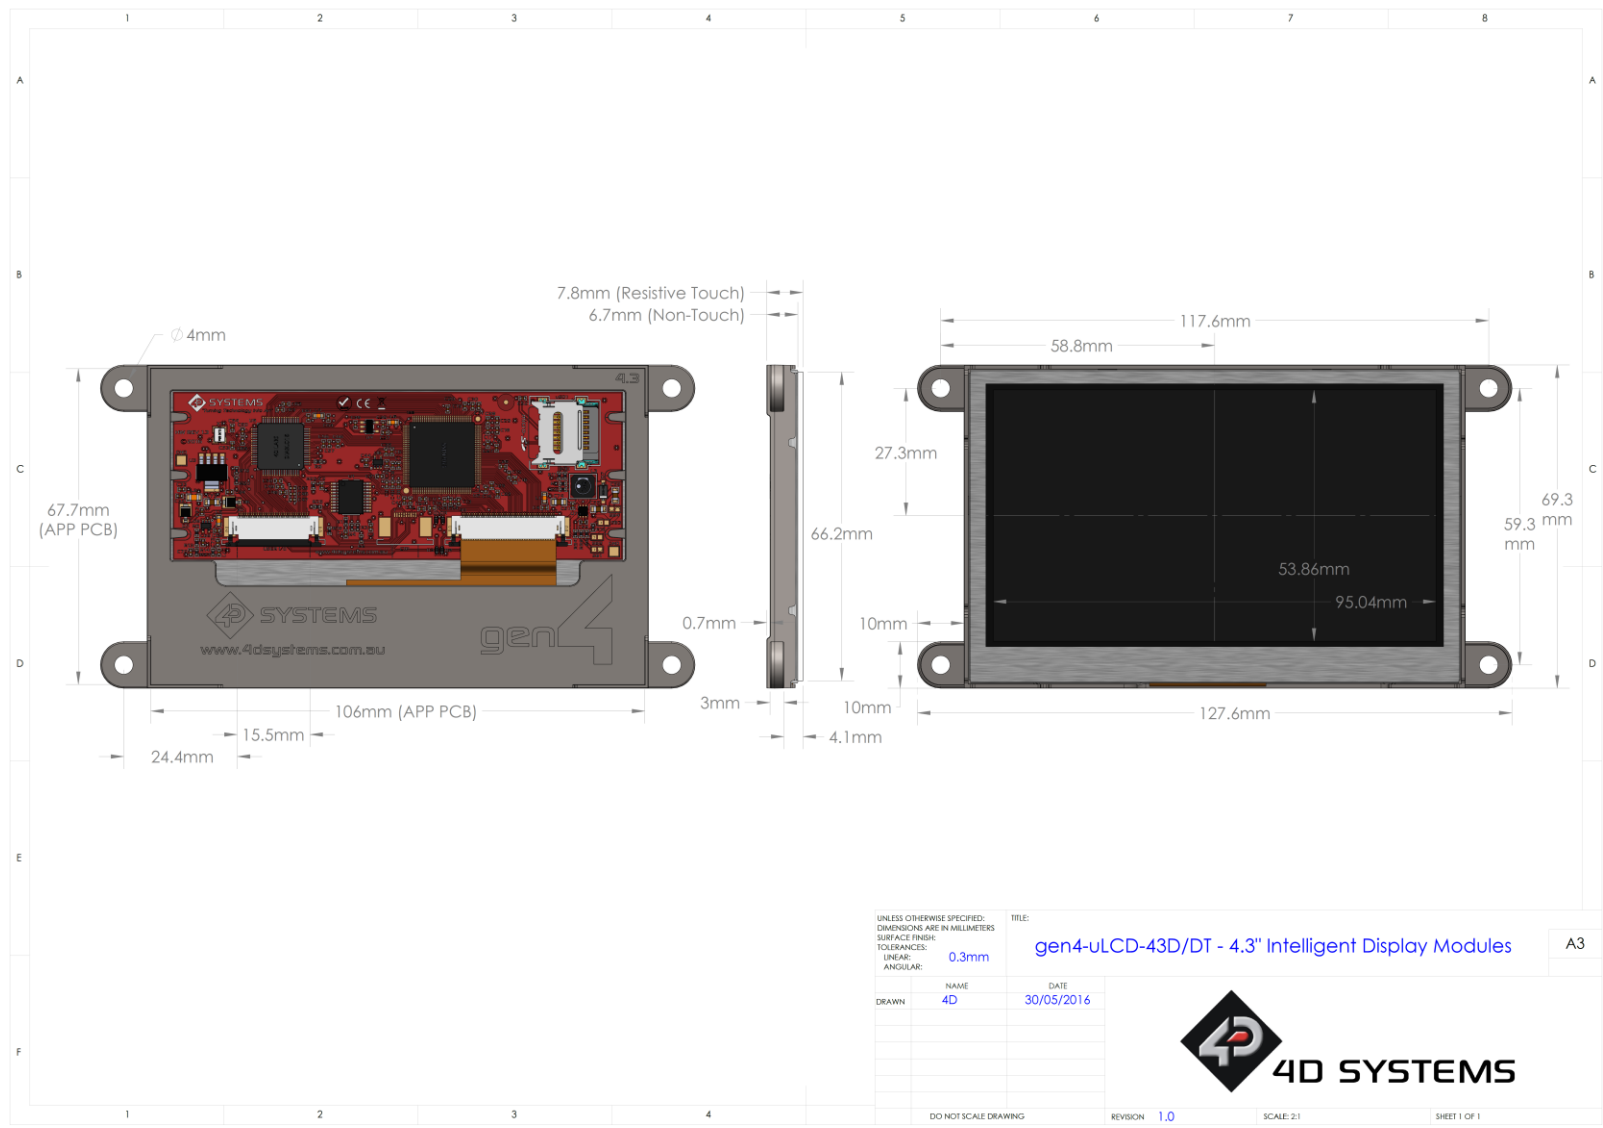 1 2 3 4 5 6 7 8
A A
B B
C C
D D
E
F
1 2 3 4
7.8mm (Resistive Touch)
6.7mm (Non-Touch)
∅4mm
4.3
SYSTEMS
CE
67.7mm
(APP PCB)
4D SYSTEMS
www.4dsystems.com.au
gen4
106mm (APP PCB)
15.5mm
24.4mm
66.2mm
0.7mm
3mm
4.1mm
117.6mm
58.8mm
27.3mm
69.3
mm
59.3
mm
53.86mm
95.04mm
10mm
10mm
127.6mm
UNLESS OTHERWISE SPECIFIED:
DIMENSIONS ARE IN MILLIMETERS
SURFACE FINISH:
TOLERANCES:
LINEAR: 0.3mm
ANGULAR:
TITLE:
gen4-uLCD-43D/DT - 4.3" Intelligent Display Modules
A3
NAME DATE
DRAWN 4D 30/05/2016
4D SYSTEMS
DO NOT SCALE DRAWING
REVISION 1.0
SCALE: 2:1
SHEET 1 OF 1